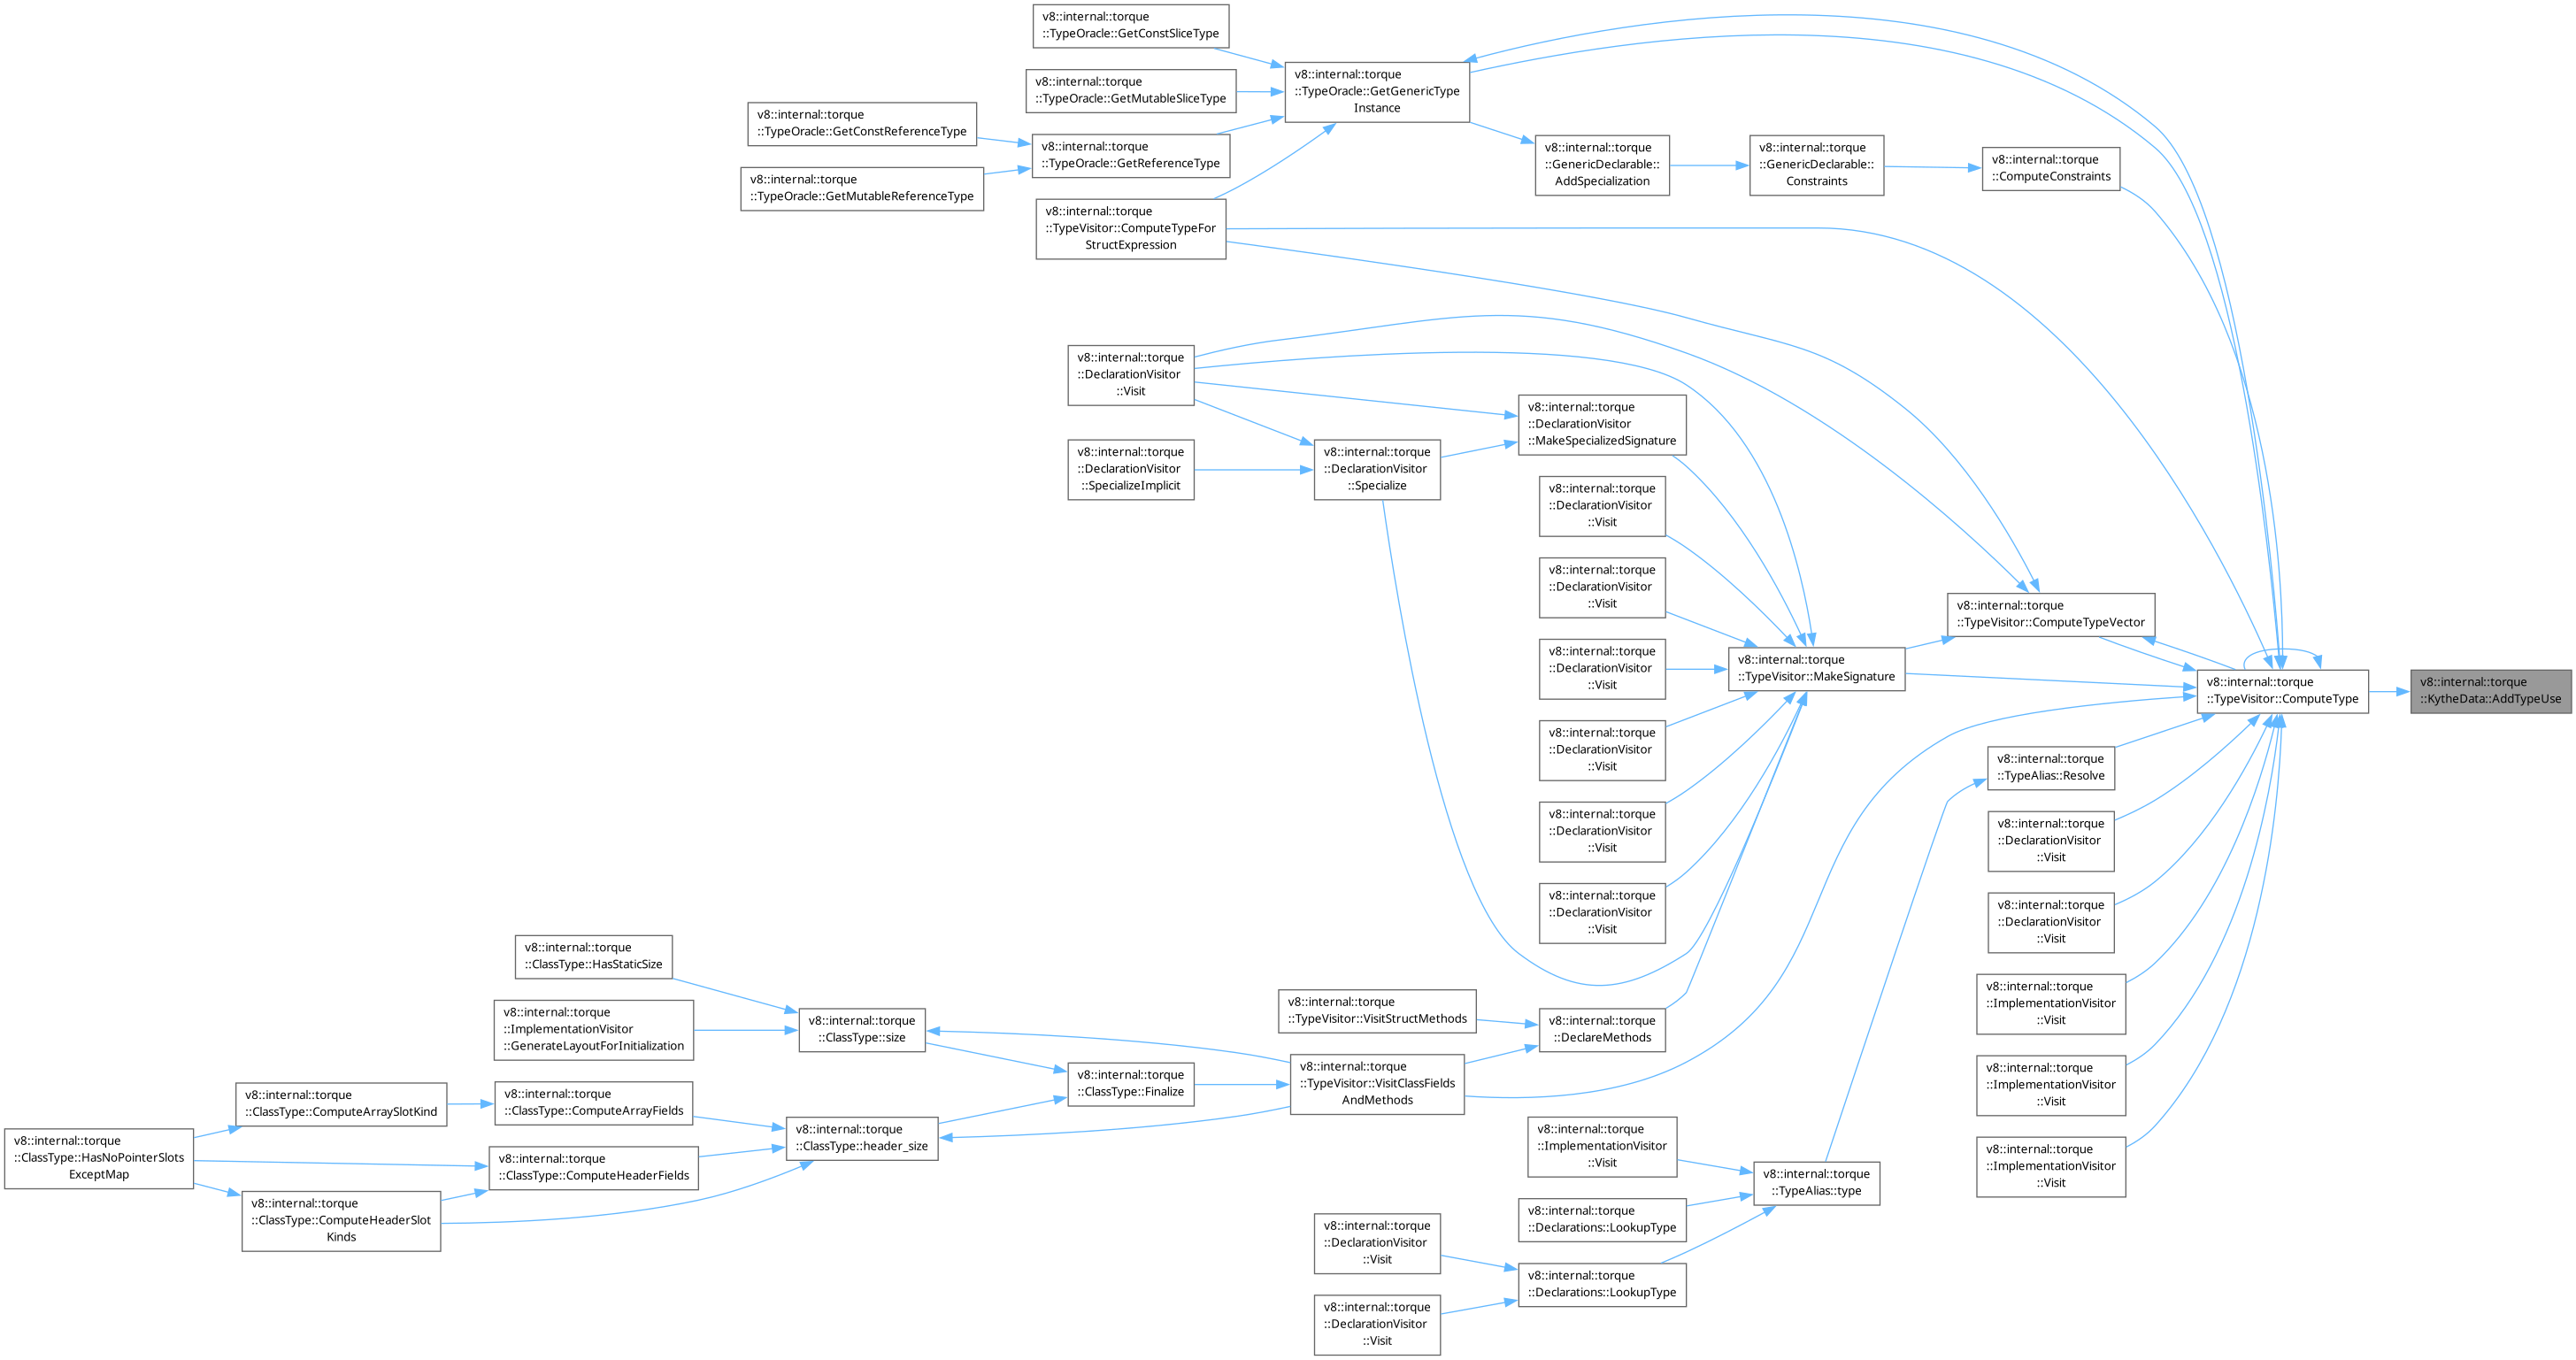 v8::internal::torque
::TypeOracle::GetConstSliceType
v8::internal::torque
::TypeOracle::GetMutableSliceType
v8::internal::torque
::TypeOracle::GetConstReferenceType
v8::internal::torque
::TypeOracle::GetMutableReferenceType
v8::internal::torque
::TypeOracle::GetReferenceType
v8::internal::torque
::TypeVisitor::ComputeTypeFor
StructExpression
v8::internal::torque
::TypeOracle::GetGenericType
Instance
v8::internal::torque
::GenericDeclarable::
AddSpecialization
v8::internal::torque
::GenericDeclarable::
Constraints
v8::internal::torque
::ComputeConstraints
v8::internal::torque
::DeclarationVisitor
::Visit
v8::internal::torque
::DeclarationVisitor
::SpecializeImplicit
v8::internal::torque
::DeclarationVisitor
::Specialize
v8::internal::torque
::DeclarationVisitor
::MakeSpecializedSignature
v8::internal::torque
::DeclarationVisitor
::Visit
v8::internal::torque
::DeclarationVisitor
::Visit
v8::internal::torque
::DeclarationVisitor
::Visit
v8::internal::torque
::DeclarationVisitor
::Visit
v8::internal::torque
::DeclarationVisitor
::Visit
v8::internal::torque
::DeclarationVisitor
::Visit
v8::internal::torque
::TypeVisitor::MakeSignature
v8::internal::torque
::TypeVisitor::ComputeTypeVector
v8::internal::torque
::TypeVisitor::ComputeType
v8::internal::torque
::KytheData::AddTypeUse
v8::internal::torque
::TypeAlias::Resolve
v8::internal::torque
::DeclarationVisitor
::Visit
v8::internal::torque
::DeclarationVisitor
::Visit
v8::internal::torque
::ImplementationVisitor
::Visit
v8::internal::torque
::ImplementationVisitor
::Visit
v8::internal::torque
::ImplementationVisitor
::Visit
v8::internal::torque
::ClassType::HasStaticSize
v8::internal::torque
::ImplementationVisitor
::GenerateLayoutForInitialization
v8::internal::torque
::ClassType::size
v8::internal::torque
::TypeVisitor::VisitStructMethods
v8::internal::torque
::DeclareMethods
v8::internal::torque
::ClassType::Finalize
v8::internal::torque
::TypeVisitor::VisitClassFields
AndMethods
v8::internal::torque
::ClassType::ComputeArraySlotKind
v8::internal::torque
::ClassType::ComputeArrayFields
v8::internal::torque
::ClassType::header_size
v8::internal::torque
::ClassType::HasNoPointerSlots
ExceptMap
v8::internal::torque
::ClassType::ComputeHeaderFields
v8::internal::torque
::ClassType::ComputeHeaderSlot
Kinds
v8::internal::torque
::ImplementationVisitor
::Visit
v8::internal::torque
::TypeAlias::type
v8::internal::torque
::Declarations::LookupType
v8::internal::torque
::DeclarationVisitor
::Visit
v8::internal::torque
::Declarations::LookupType
v8::internal::torque
::DeclarationVisitor
::Visit